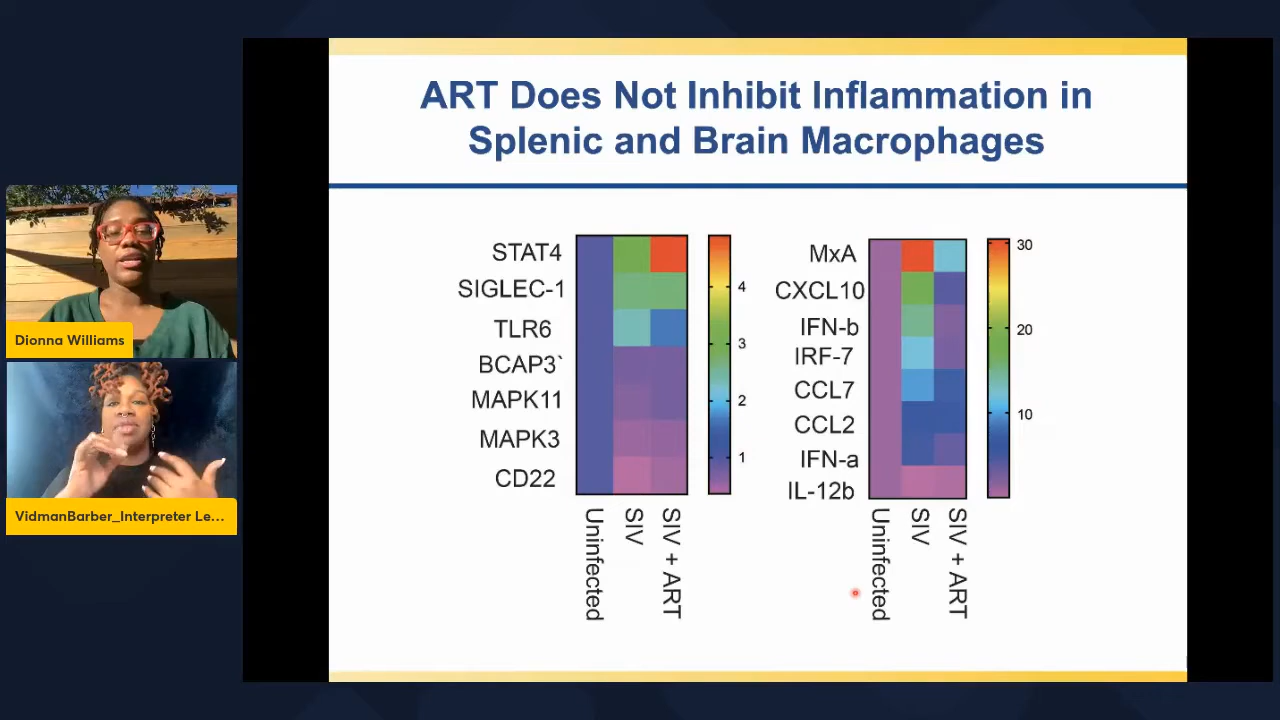 ART Does Not Inhibit Inflammation in
Splenic and Brain Macrophages
Dionna Williams
VidmanBarber_Interpreter Le...
STAT4
SIGLEC-1
TLR6
BCAP3`
MAPK11
MAPK3
CD22
4
3
2
1
Uninfected
SIV
SIV + ART
MxA
CXCL10
IFN-b
IRF-7
CCL7
CCL2
IFN-a
IL-12b
30
20
10
Uninfected
SIV
SIV + ART